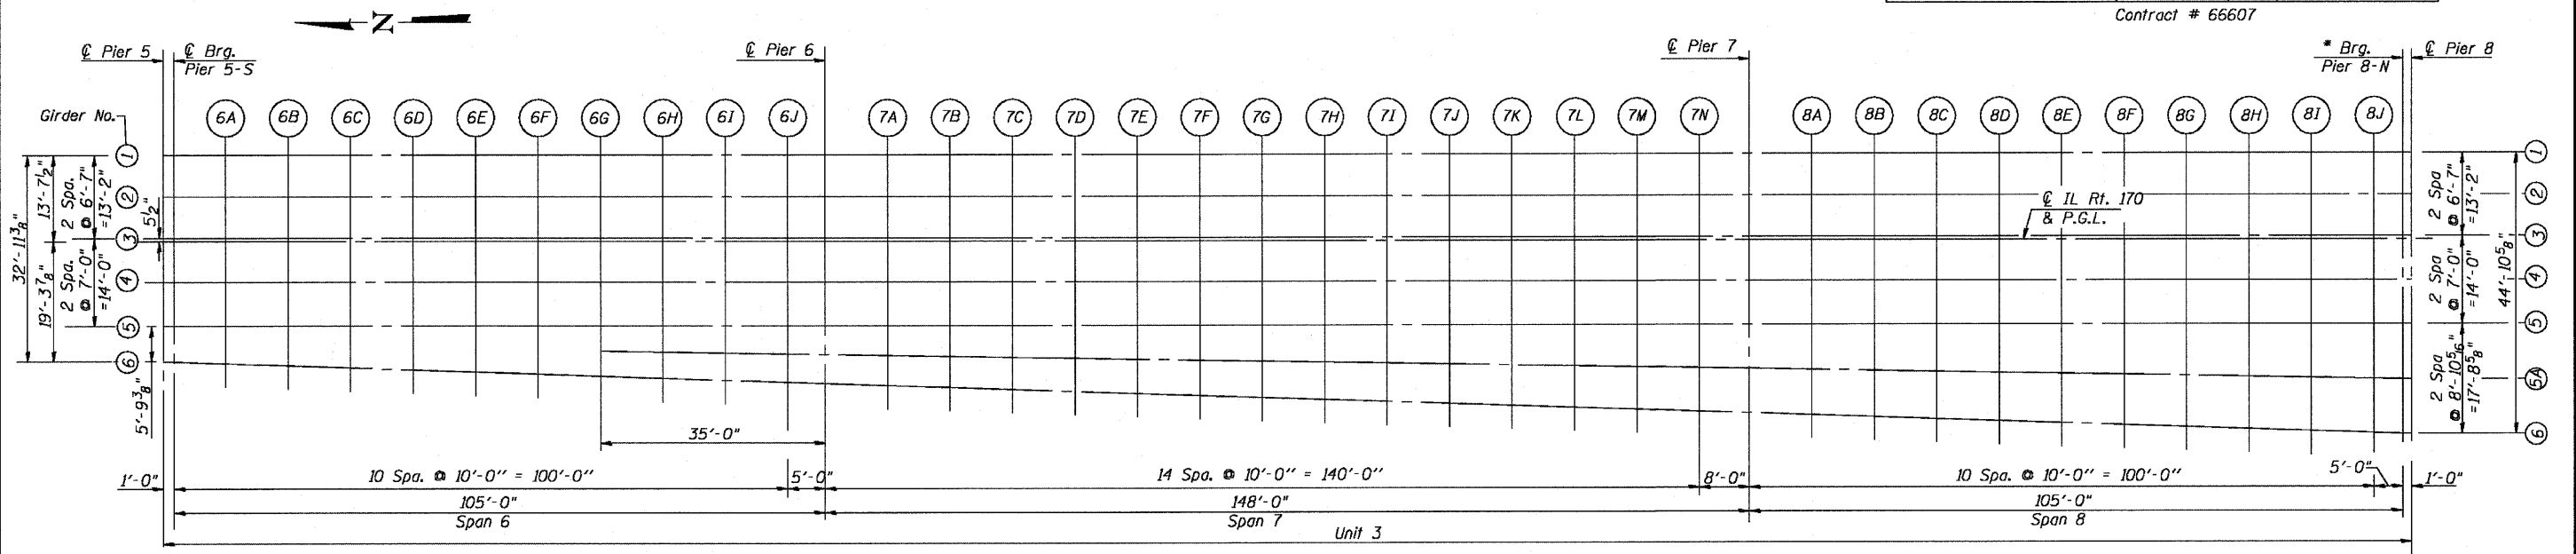 Contract # 66607
N
℄ Pier 5
℄ Brg.
Pier 5-S
℄ Pier 6
℄ Pier 7
* Brg.
Pier 8-N
℄ Pier 8
Girder No.
6A 6B 6C 6D 6E 6F 6G 6H 6I 6J 7A 7B 7C 7D 7E 7F 7G 7H 7I 7J 7K 7L 7M 7N 8A 8B 8C 8D 8E 8F 8G 8H 8I 8J
1
2
3
4
5
6
32'-11 3/8"
13'-7 1/2"
19'-3 7/8"
2 Spa.
@ 6'-7"
=13'-2"
5 1/2"
2 Spa.
@ 7'-0"
=14'-0"
5'-9 3/8"
℄ IL Rt. 170
& P.G.L.
1
2
3
4
5
5A
6
2 Spa
@ 6'-7"
=13'-2"
2 Spa
@ 7'-0"
=14'-0"
2 Spa
@ 8'-10 5/16"
=17'-8 5/8"
44'-10 5/8"
35'-0"
1'-0"
10 Spa. @ 10'-0" = 100'-0"
5'-0"
14 Spa. @ 10'-0" = 140'-0"
8'-0"
10 Spa. @ 10'-0" = 100'-0"
5'-0"
1'-0"
105'-0"
Span 6
148'-0"
Span 7
105'-0"
Span 8
Unit 3